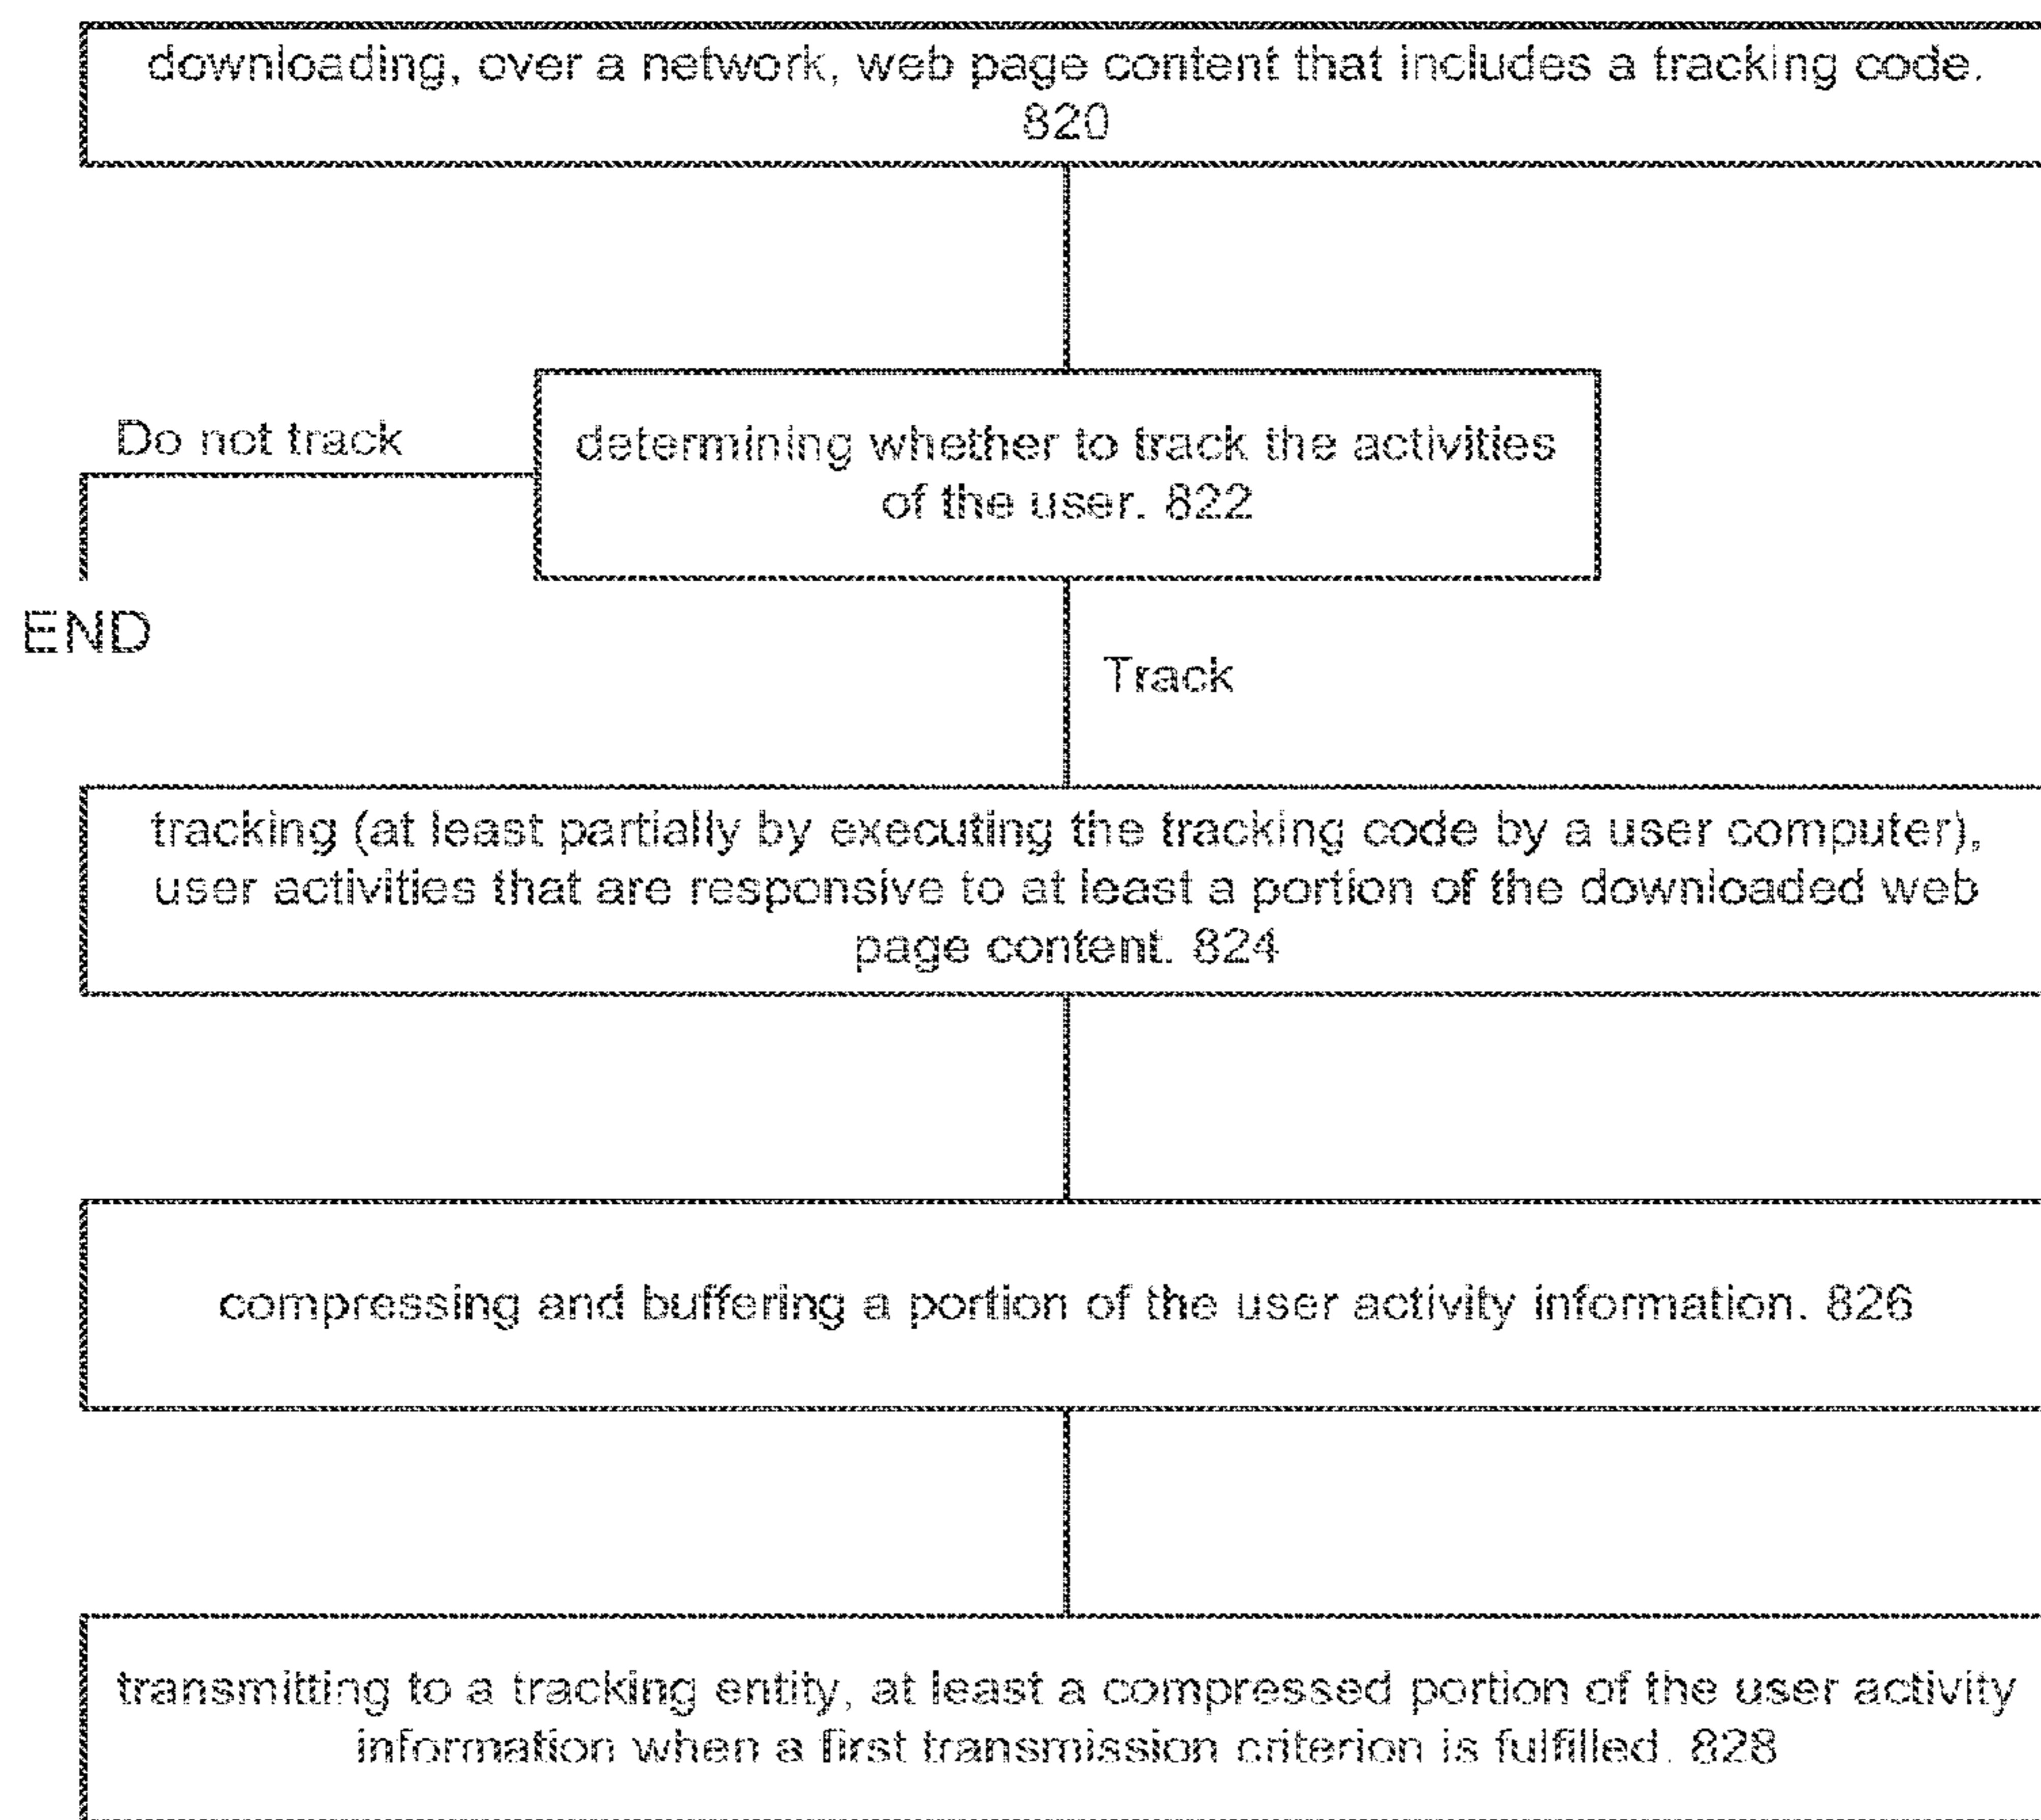 downloading, over a network, web page content that includes a tracking code.
820
Do not track
determining whether to track the activities
of the user. 822
END
Track
tracking (at least partially by executing the tracking code by a user computer),
user activities that are responsive to at least a portion of the downloaded web
page content. 824
compressing and buffering a portion of the user activity information. 826
transmitting to a tracking entity, at least a compressed portion of the user activity
information when a first transmission criterion is fulfilled. 828